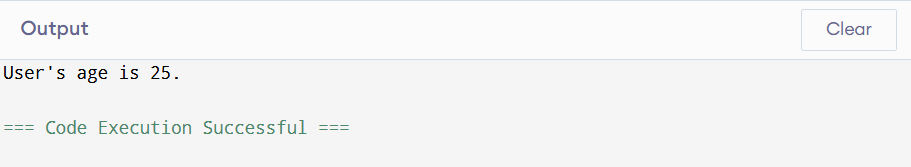 Output
Clear
User's age is 25.
=== Code Execution Successful ===